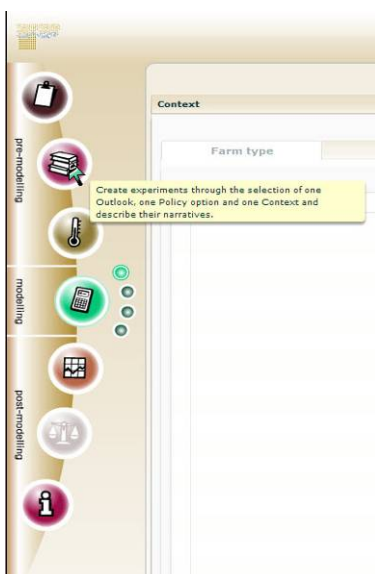 Context
Farm type
pre-modelling
Create experiments through the selection of one
Outlook, one Policy option and one Context and
describe their narratives.
modelling
post-modelling